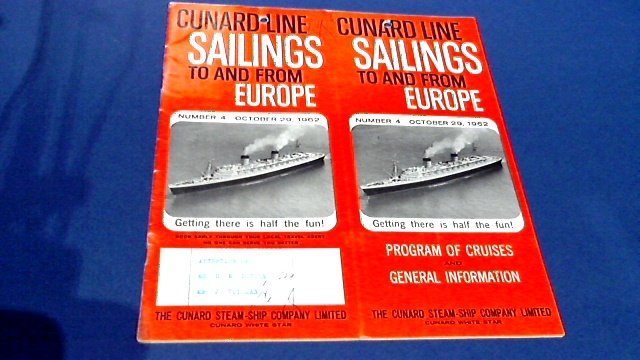 CUNARD LINE
SAILINGS
TO AND FROM
EUROPE
NUMBER 4 OCTOBER 29, 1962
Getting there is half the fun!
BOOK EARLY THROUGH YOUR LOCAL TRAVEL AGENT
NO ONE CAN SERVE YOU BETTER
THE CUNARD STEAM-SHIP COMPANY LIMITED
CUNARD WHITE STAR
CUNARD LINE
SAILINGS
TO AND FROM
EUROPE
NUMBER 4 OCTOBER 29, 1962
Getting there is half the fun!
PROGRAM OF CRUISES
AND
GENERAL INFORMATION
THE CUNARD STEAM-SHIP COMPANY LIMITED
CUNARD WHITE STAR